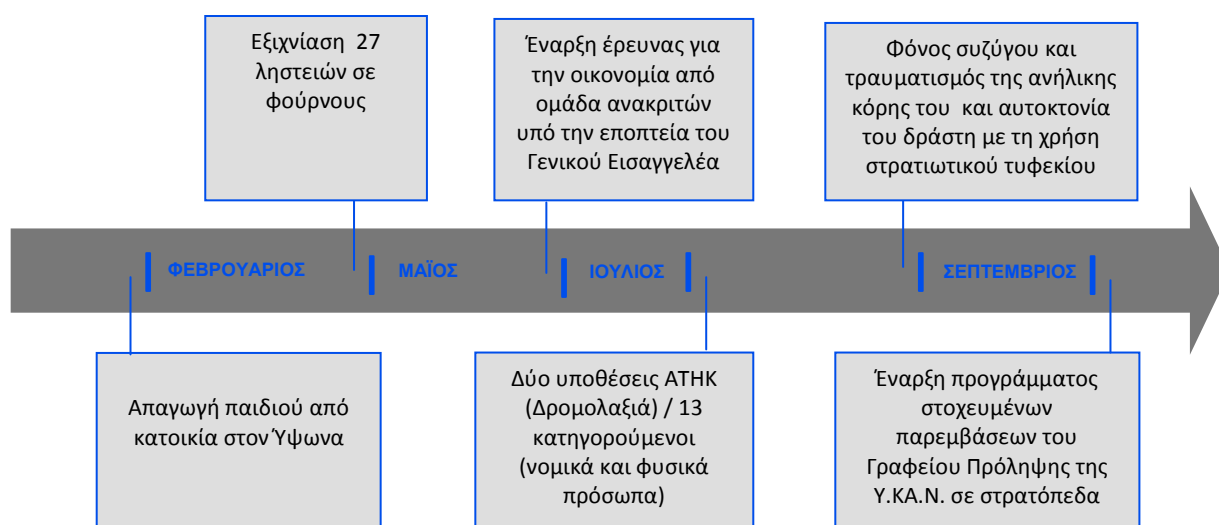 Εξιχνίαση 27
ληστειών σε
φούρνους
Έναρξη έρευνας για
την οικονομία από
ομάδα ανακριτών
υπό την εποπτεία του
Γενικού Εισαγγελέα
Φόνος συζύγου και
τραυματισμός της ανήλικης
κόρης του και αυτοκτονία
του δράστη με τη χρήση
στρατιωτικού τυφεκίου
ΦΕΒΡΟΥΑΡΙΟΣ
ΜΑΪΟΣ
ΙΟΥΛΙΟΣ
ΣΕΠΤΕΜΒΡΙΟΣ
Απαγωγή παιδιού από
κατοικία στον Ύψωνα
Δύο υποθέσεις ΑΤΗΚ
(Δρομολαξιά) / 13
κατηγορούμενοι
(νομικά και φυσικά
πρόσωπα)
Έναρξη προγράμματος
στοχευμένων
παρεμβάσεων του
Γραφείου Πρόληψης της
Υ.ΚΑ.Ν. σε στρατόπεδα